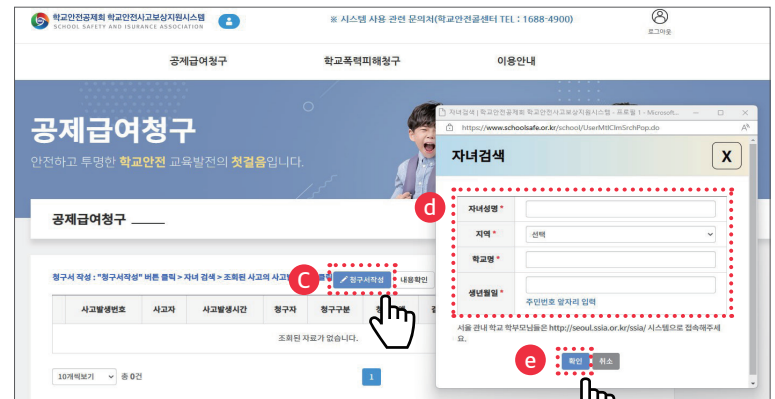 학교안전공제회 학교안전사고보상지원시스템
SCHOOL SAFETY AND ISURANCE ASSOCIATION
※ 시스템 사용 관련 문의처(학교안전콜센터 TEL : 1688-4900)
로그아웃
공제급여청구 학교폭력피해청구 이용안내
공제급여청구
안전하고 투명한 학교안전 교육발전의 첫걸음입니다.
공제급여청구
청구서 작성 : "청구서작성" 버튼 클릭 > 자녀 검색 > 조회된 사고의 사고발
C
청구서작성
내용확인
사고발생번호 사고자 사고발생시간 청구자 청구구분
조회된 자료가 없습니다.
10개씩보기 총 0건 1
자녀검색 | 학교안전공제회 학교안전사고보상지원시스템 - 프로필 1 - Microsoft...
https://www.schoolsafe.or.kr/school/UserMtlClmSrchPop.do
자녀검색
X
d
자녀성명 *
지역 * 선택
학교명 *
생년월일 *
주민번호 앞자리 입력
서울 관내 학교 학부모님들은 http://seoul.ssia.or.kr/ssia/ 시스템으로 접속해주세
요.
e
확인 취소